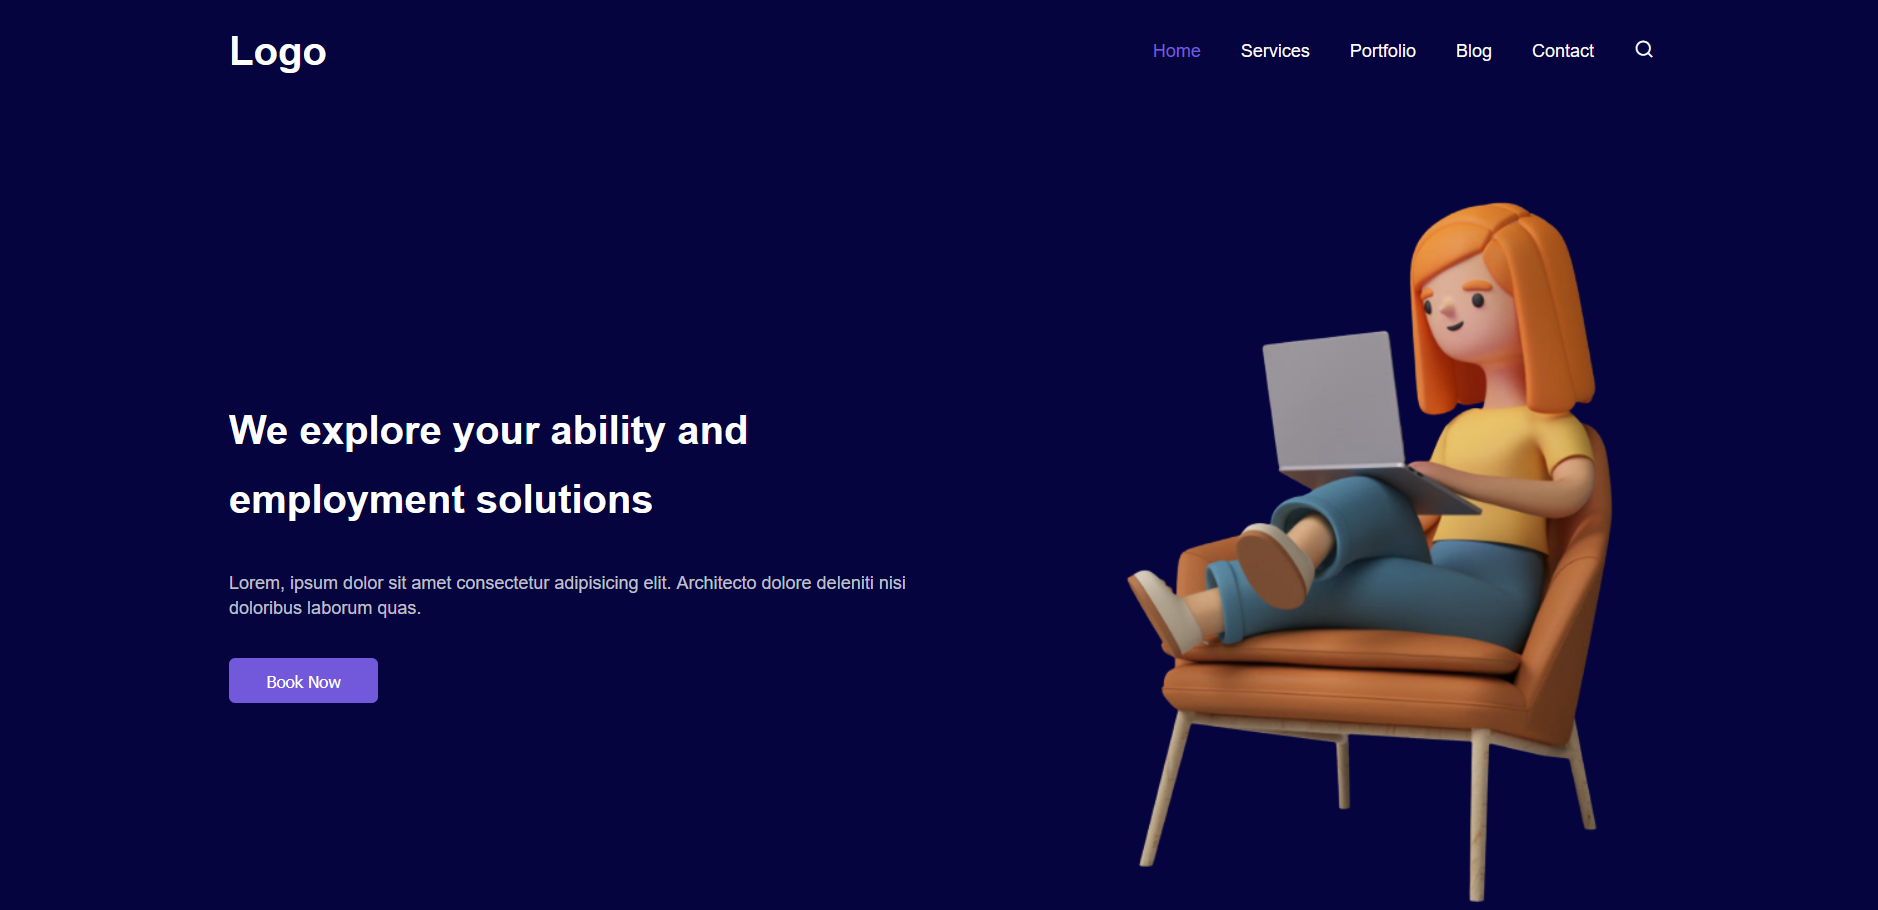 Logo
Home Services Portfolio Blog Contact
We explore your ability and
employment solutions
Lorem, ipsum dolor sit amet consectetur adipisicing elit. Architecto dolore deleniti nisi
doloribus laborum quas.
Book Now